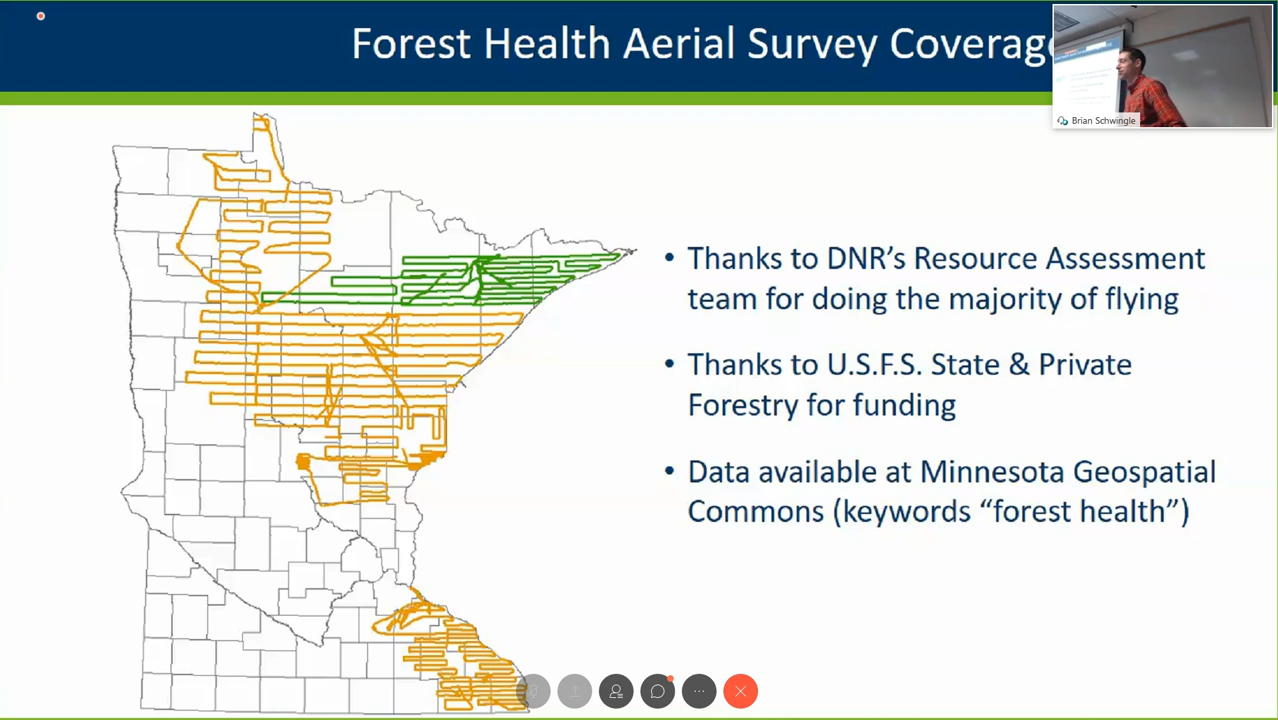 Forest Health Aerial Survey Coverage
Brian Schwingle
• Thanks to DNR’s Resource Assessment
team for doing the majority of flying
• Thanks to U.S.F.S. State & Private
Forestry for funding
• Data available at Minnesota Geospatial
Commons (keywords “forest health”)